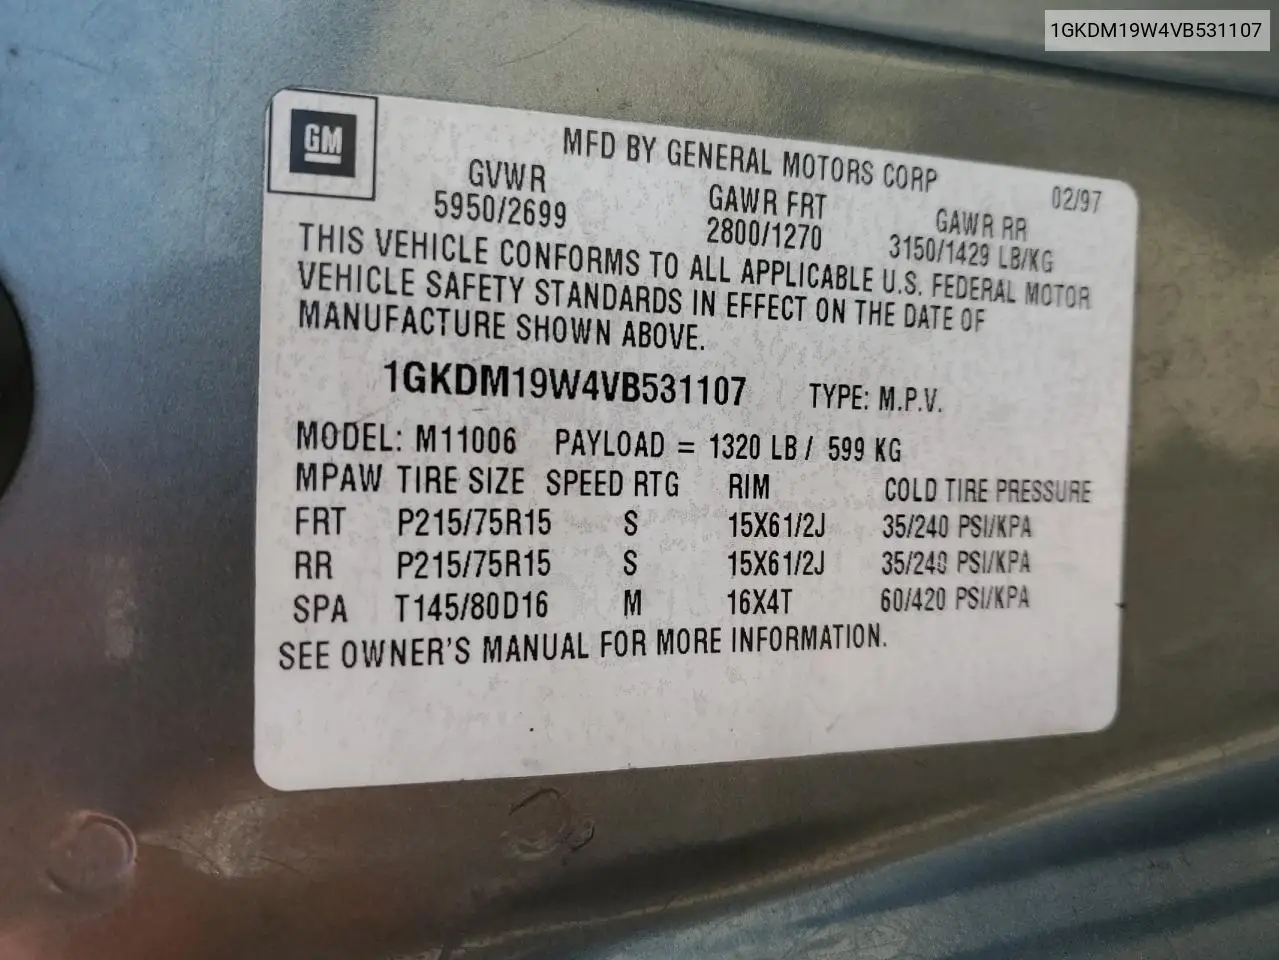 1GKDM19W4VB531107
GM
MFD BY GENERAL MOTORS CORP 02/97
GVWR GAWR FRT GAWR RR
5950/2699 2800/1270 3150/1429 LB/KG
THIS VEHICLE CONFORMS TO ALL APPLICABLE U.S. FEDERAL MOTOR
VEHICLE SAFETY STANDARDS IN EFFECT ON THE DATE OF
MANUFACTURE SHOWN ABOVE.
1GKDM19W4VB531107 TYPE: M.P.V.
MODEL: M11006 PAYLOAD = 1320 LB / 599 KG
MPAW TIRE SIZE SPEED RTG RIM COLD TIRE PRESSURE
FRT P215/75R15 S 15X61/2J 35/240 PSI/KPA
RR P215/75R15 S 15X61/2J 35/240 PSI/KPA
SPA T145/80D16 M 16X4T 60/420 PSI/KPA
SEE OWNER'S MANUAL FOR MORE INFORMATION.